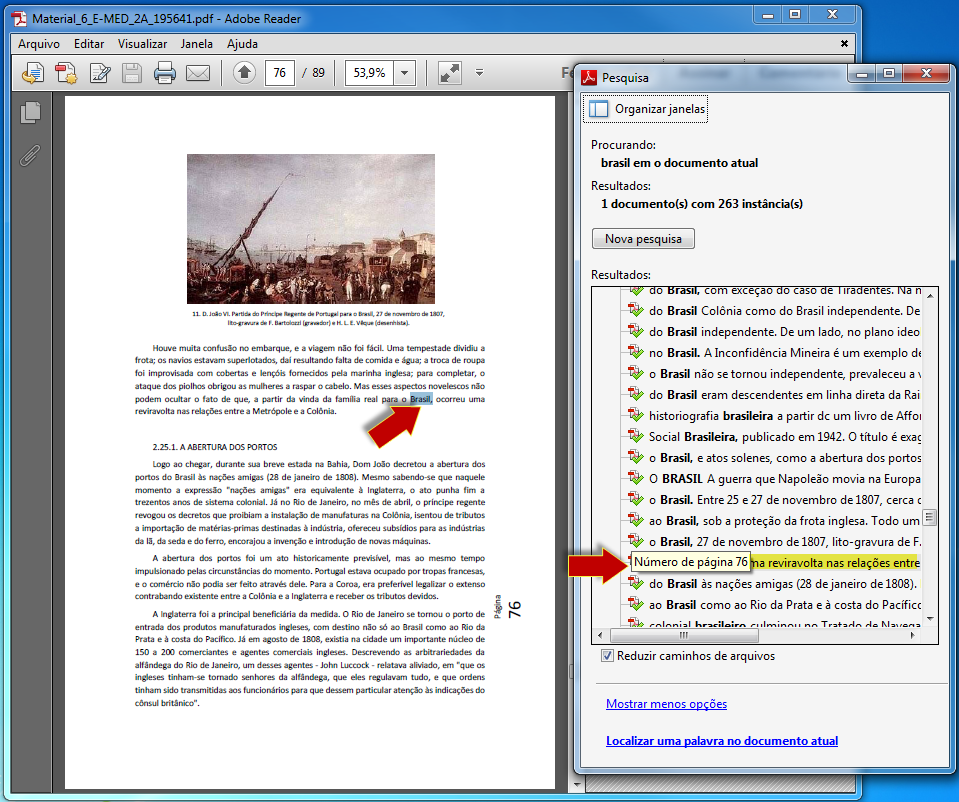 Material_6_E-MED_2A_195641.pdf - Adobe Reader
Arquivo Editar Visualizar Janela Ajuda
76 / 89 53,9%
11. D. João VI. Partida do Príncipe Regente de Portugal para o Brasil, 27 de novembro de 1807,
lito-gravura de F. Bartolozzi (gravador) e H. L. E. Vêque (desenhista).
Houve muita confusão no embarque, e a viagem não foi fácil. Uma tempestade dividiu a
frota; os navios estavam superlotados, daí resultando falta de comida e água; a troca de roupa
foi improvisada com cobertas e lençóis fornecidos pela marinha inglesa; para completar, o
ataque dos piolhos obrigou as mulheres a raspar o cabelo. Mas esses aspectos novelescos não
podem ocultar o fato de que, a partir da vinda da família real para o Brasil, ocorreu uma
reviravolta nas relações entre a Metrópole e a Colônia.
2.25.1. A ABERTURA DOS PORTOS
Logo ao chegar, durante sua breve estada na Bahia, Dom João decretou a abertura dos
portos do Brasil às nações amigas (28 de janeiro de 1808). Mesmo sabendo-se que naquele
momento a expressão "nações amigas" era equivalente à Inglaterra, o ato punha fim a
trezentos anos de sistema colonial. Já no Rio de Janeiro, no mês de abril, o príncipe regente
revogou os decretos que proibiam a instalação de manufaturas na Colônia, isentou de tributos
a importação de matérias-primas destinadas à indústria, ofereceu subsídios para as indústrias
da lã, da seda e do ferro, encorajou a invenção e introdução de novas máquinas.
A abertura dos portos foi um ato historicamente previsível, mas ao mesmo tempo
impulsionado pelas circunstâncias do momento. Portugal estava ocupado por tropas francesas,
e o comércio não podia ser feito através dele. Para a Coroa, era preferível legalizar o extenso
contrabando existente entre a Colônia e a Inglaterra e receber os tributos devidos.
A Inglaterra foi a principal beneficiária da medida. O Rio de Janeiro se tornou o porto de
entrada dos produtos manufaturados ingleses, com destino não só ao Brasil como ao Rio da
Prata e à costa do Pacífico. Já em agosto de 1808, existia na cidade um importante núcleo de
150 a 200 comerciantes e agentes comerciais ingleses. Descrevendo as arbitrariedades da
alfândega do Rio de Janeiro, um desses agentes - John Luccock - relatava aliviado, em "que os
ingleses tinham-se tornado senhores da alfândega, que eles regulavam tudo, e que ordens
tinham sido transmitidas aos funcionários para que dessem particular atenção às indicações do
cônsul britânico".
Página
76
Pesquisa
Organizar janelas
Procurando:
brasil em o documento atual
Resultados:
1 documento(s) com 263 instância(s)
Nova pesquisa
Resultados:
do Brasil, com exceção do caso de Tiradentes. Na n
do Brasil Colônia como do Brasil independente. De
do Brasil independente. De um lado, no plano ideo
no Brasil. A Inconfidência Mineira é um exemplo de
o Brasil não se tornou independente, prevaleceu a v
do Brasil eram descendentes em linha direta da Rai
historiografia brasileira a partir dc um livro de Affor
Social Brasileira, publicado em 1942. O título é exag
o Brasil, e atos solenes, como a abertura dos portos
O BRASIL A guerra que Napoleão movia na Europa
o Brasil. Entre 25 e 27 de novembro de 1807, cerca d
ao Brasil, sob a proteção da frota inglesa. Todo um
o Brasil, 27 de novembro de 1807, lito-gravura de F.
Número de página 76 ma reviravolta nas relações entre
do Brasil às nações amigas (28 de janeiro de 1808).
ao Brasil como ao Rio da Prata e à costa do Pacífico
colonial brasileiro culminou no Tratado de Navega
Reduzir caminhos de arquivos
Mostrar menos opções
Localizar uma palavra no documento atual